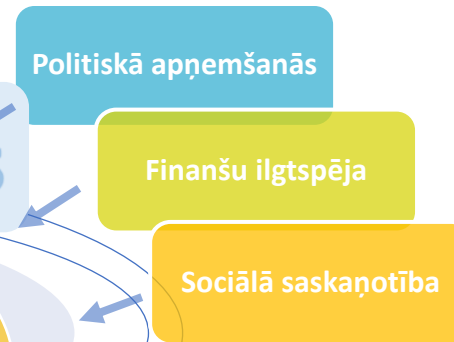 Politiskā apņemšanās
Finanšu ilgtspēja
Sociālā saskaņotība